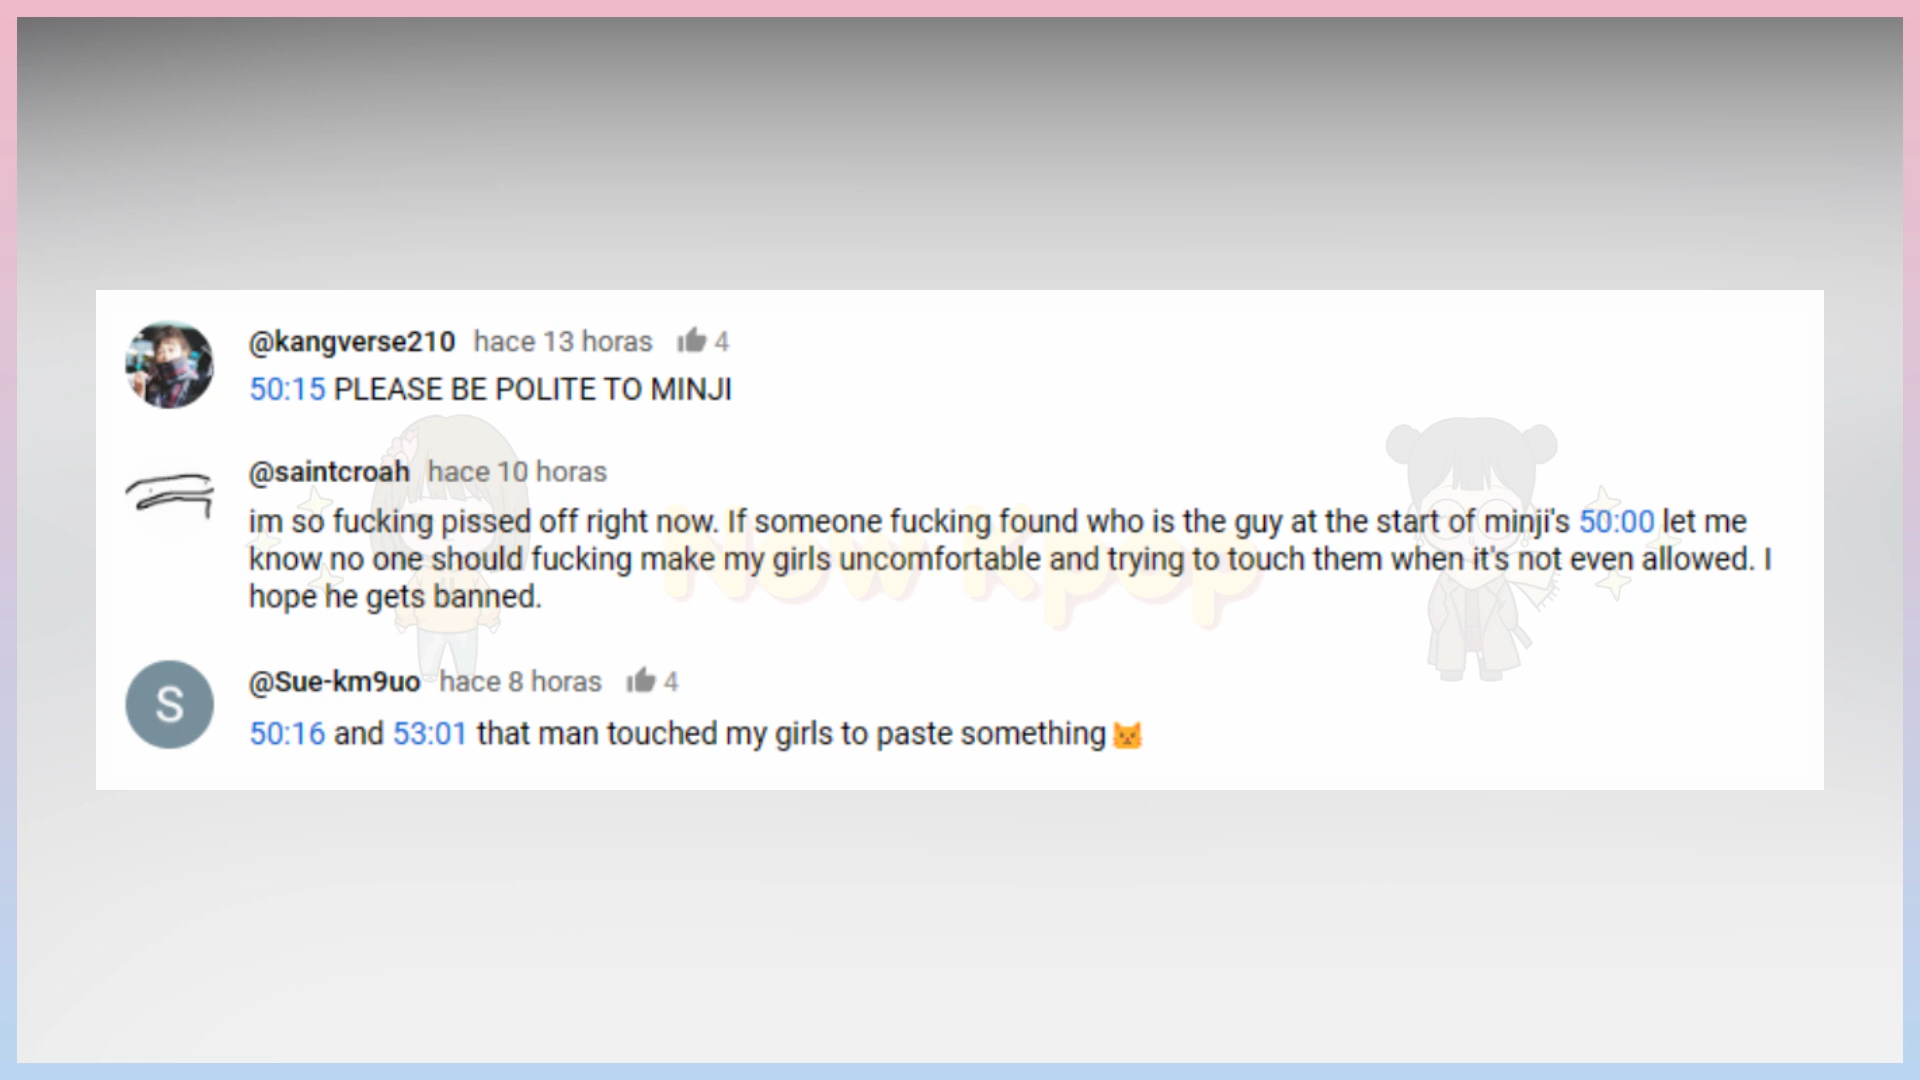 @kangverse210 hace 13 horas 4
50:15 PLEASE BE POLITE TO MINJI
@saintcroah hace 10 horas
im so fucking pissed off right now. If someone fucking found who is the guy at the start of minji's 50:00 let me
know no one should fucking make my girls uncomfortable and trying to touch them when it's not even allowed. I
hope he gets banned.
Now Kpop
S
@Sue-km9uo hace 8 horas 4
50:16 and 53:01 that man touched my girls to paste something